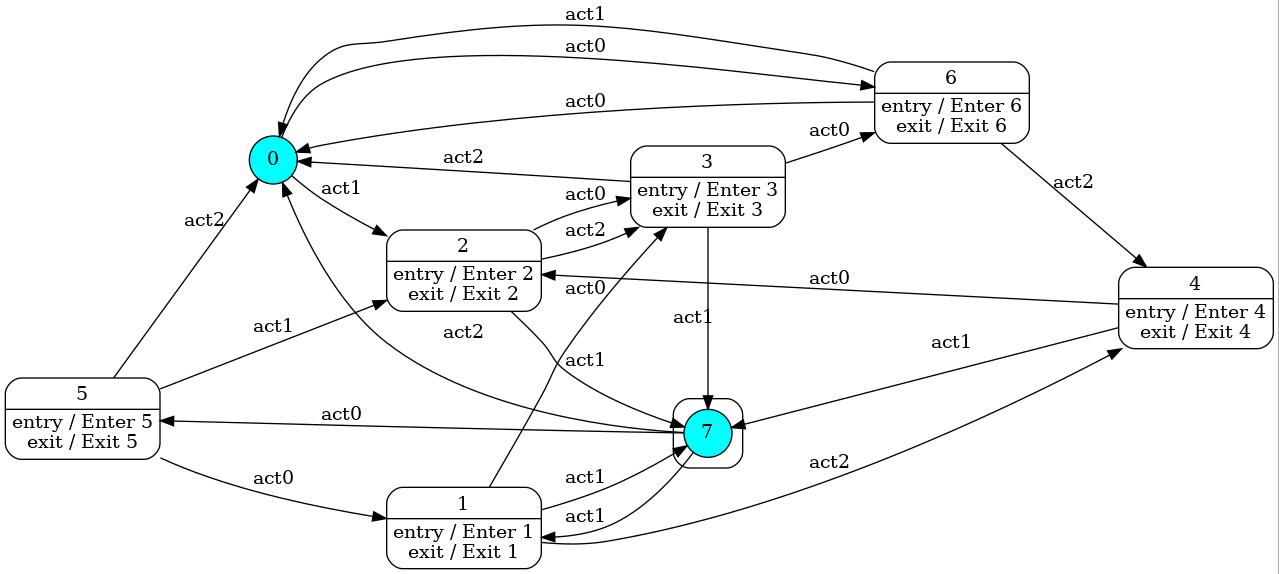 act1
act0
6
act0
entry / Enter 6
exit / Exit 6
act0
0
act2
3
act1
act2
entry / Enter 3
exit / Exit 3
act0
act2
act2
2
entry / Enter 2
exit / Exit 2
act0
act0
4
entry / Enter 4
exit / Exit 4
act1
act2
act1
act1
act1
5
entry / Enter 5
exit / Exit 5
act0
7
act0
act1
act2
1
entry / Enter 1
exit / Exit 1
act1